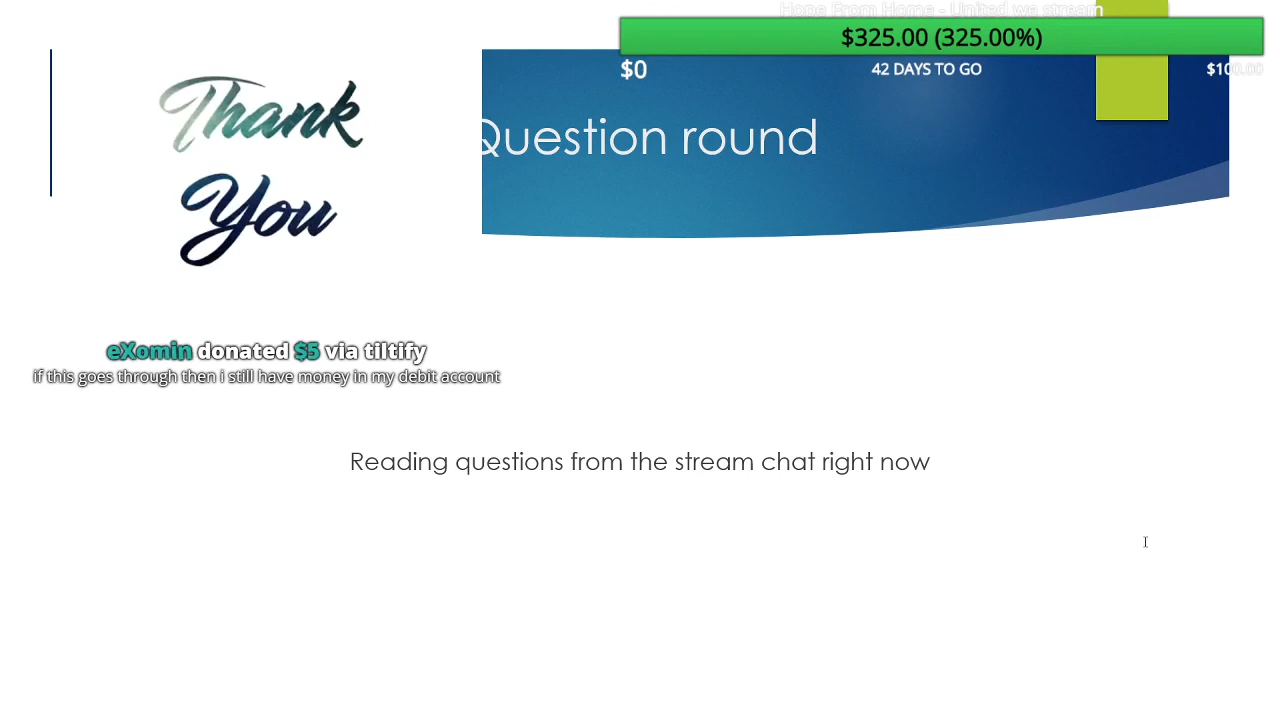 Hope From Home - United we stream
$325.00 (325.00%)
$0
42 DAYS TO GO
$100.00
Thank
You
Question round
eXomin donated $5 via tiltify
if this goes through then i still have money in my debit account
Reading questions from the stream chat right now